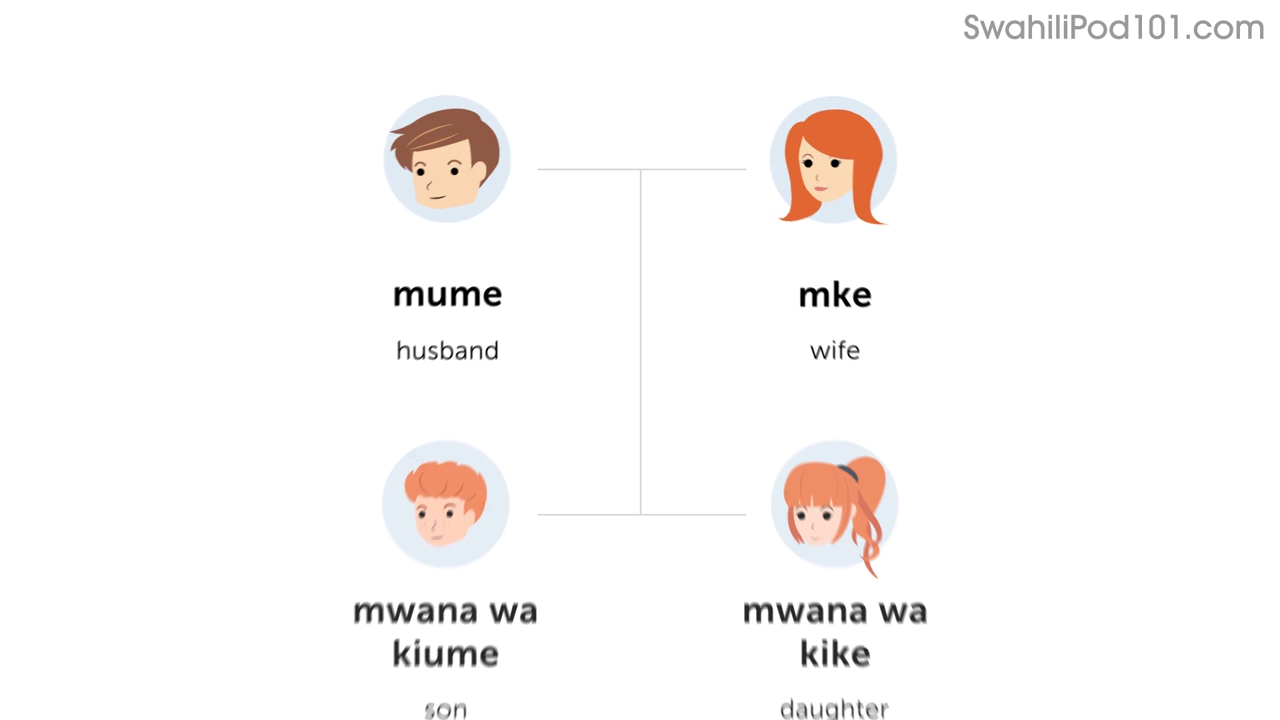 SwahiliPod101.com
mume
mke
husband
wife
mwana wa
kiume
mwana wa
kike
son
daughter